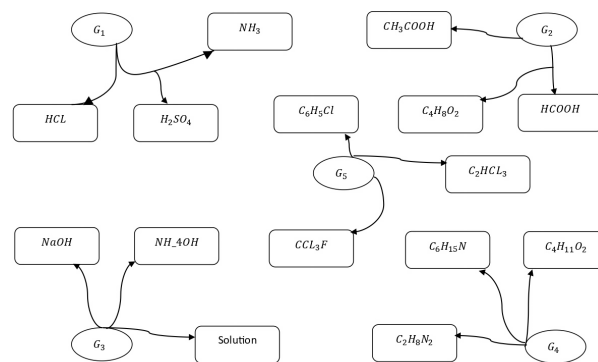 G₁
NH₃
CH₃COOH
G₂
HCL
H₂SO₄
C₆H₅Cl
C₄H₈O₂
HCOOH
G₅
C₂HCL₃
NaOH
NH_4OH
CCL₃F
C₆H₁₅N
C₄H₁₁O₂
G₃
Solution
C₂H₈N₂
G₄